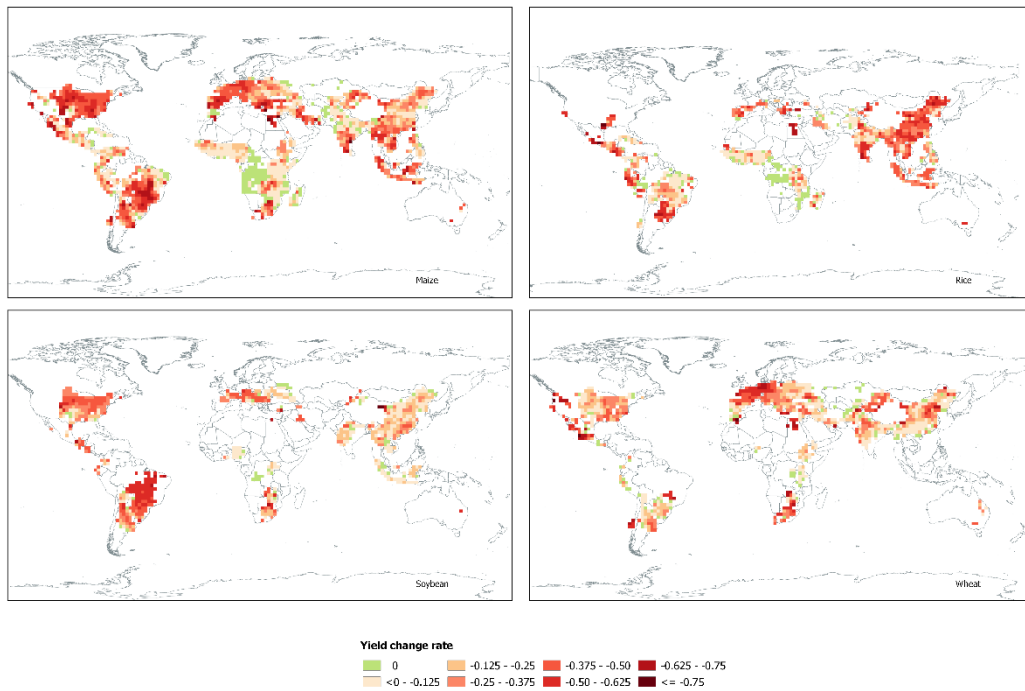 Maize
Rice
Soybean
Wheat
Yield change rate
0 -0.125 - -0.25 -0.375 - -0.50 -0.625 - -0.75
<0 - -0.125 -0.25 - -0.375 -0.50 - -0.625 <= -0.75